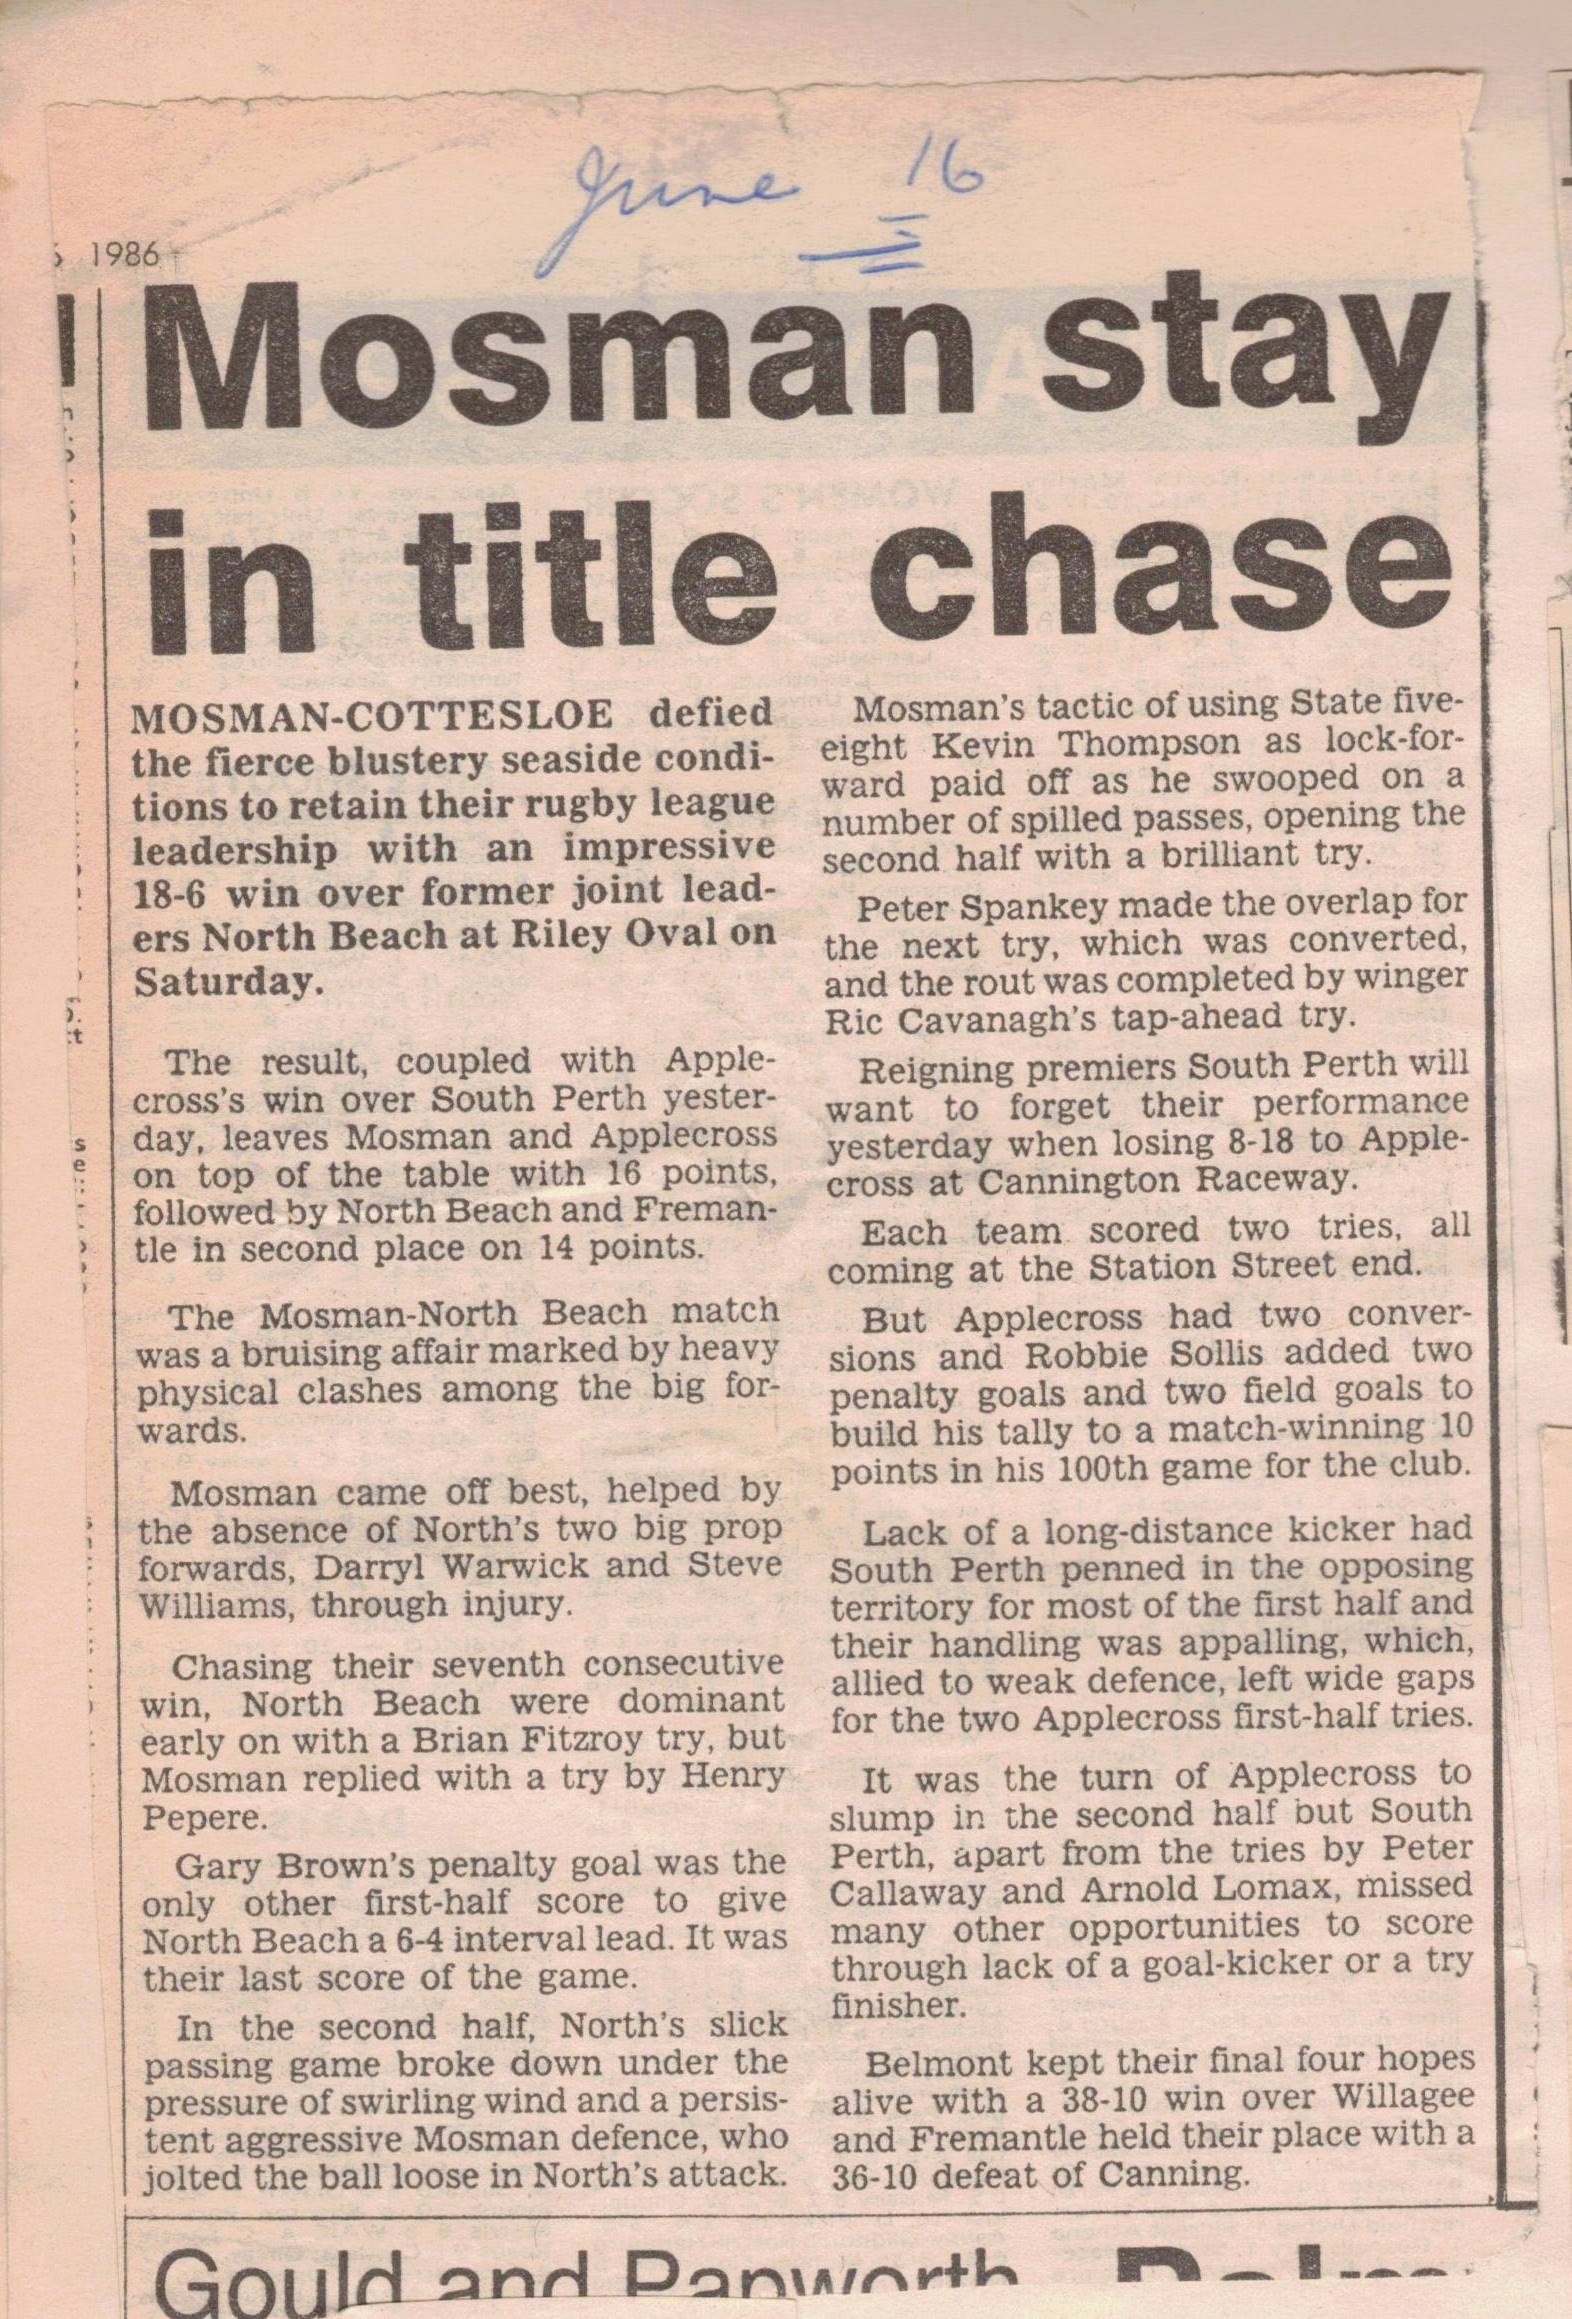 June 16
1986
Mosman stay
in title chase
MOSMAN-COTTESLOE defied
the fierce blustery seaside condi-
tions to retain their rugby league
leadership with an impressive
18-6 win over former joint lead-
ers North Beach at Riley Oval on
Saturday.
The result, coupled with Apple-
cross's win over South Perth yester-
day, leaves Mosman and Applecross
on top of the table with 16 points,
followed by North Beach and Freman-
tle in second place on 14 points.
The Mosman-North Beach match
was a bruising affair marked by heavy
physical clashes among the big for-
wards.
Mosman came off best, helped by
the absence of North's two big prop
forwards, Darryl Warwick and Steve
Williams, through injury.
Chasing their seventh consecutive
win, North Beach were dominant
early on with a Brian Fitzroy try, but
Mosman replied with a try by Henry
Pepere.
Gary Brown's penalty goal was the
only other first-half score to give
North Beach a 6-4 interval lead. It was
their last score of the game.
In the second half, North's slick
passing game broke down under the
pressure of swirling wind and a persis-
tent aggressive Mosman defence, who
jolted the ball loose in North's attack.
Mosman's tactic of using State five-
eight Kevin Thompson as lock-for-
ward paid off as he swooped on a
number of spilled passes, opening the
second half with a brilliant try.
Peter Spankey made the overlap for
the next try, which was converted,
and the rout was completed by winger
Ric Cavanagh's tap-ahead try.
Reigning premiers South Perth will
want to forget their performance
yesterday when losing 8-18 to Apple-
cross at Cannington Raceway.
Each team scored two tries, all
coming at the Station Street end.
But Applecross had two conver-
sions and Robbie Sollis added two
penalty goals and two field goals to
build his tally to a match-winning 10
points in his 100th game for the club.
Lack of a long-distance kicker had
South Perth penned in the opposing
territory for most of the first half and
their handling was appalling, which,
allied to weak defence, left wide gaps
for the two Applecross first-half tries.
It was the turn of Applecross to
slump in the second half but South
Perth, apart from the tries by Peter
Callaway and Arnold Lomax, missed
many other opportunities to score
through lack of a goal-kicker or a try
finisher.
Belmont kept their final four hopes
alive with a 38-10 win over Willagee
and Fremantle held their place with a
36-10 defeat of Canning.
Gould and Papworth